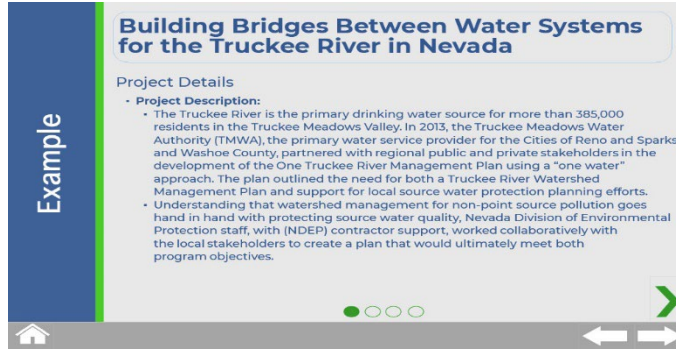 Building Bridges Between Water Systems
for the Truckee River in Nevada
Project Details
• Project Description:
• The Truckee River is the primary drinking water source for more than 385,000
residents in the Truckee Meadows Valley. In 2013, the Truckee Meadows Water
Authority (TMWA), the primary water service provider for the Cities of Reno and Sparks
and Washoe County, partnered with regional public and private stakeholders in the
development of the One Truckee River Management Plan using a “one water”
approach. The plan outlined the need for both a Truckee River Watershed
Management Plan and support for local source water protection planning efforts.
• Understanding that watershed management for non-point source pollution goes
hand in hand with protecting source water quality, Nevada Division of Environmental
Protection staff, with (NDEP) contractor support, worked collaboratively with
the local stakeholders to create a plan that would ultimately meet both
program objectives.
Example